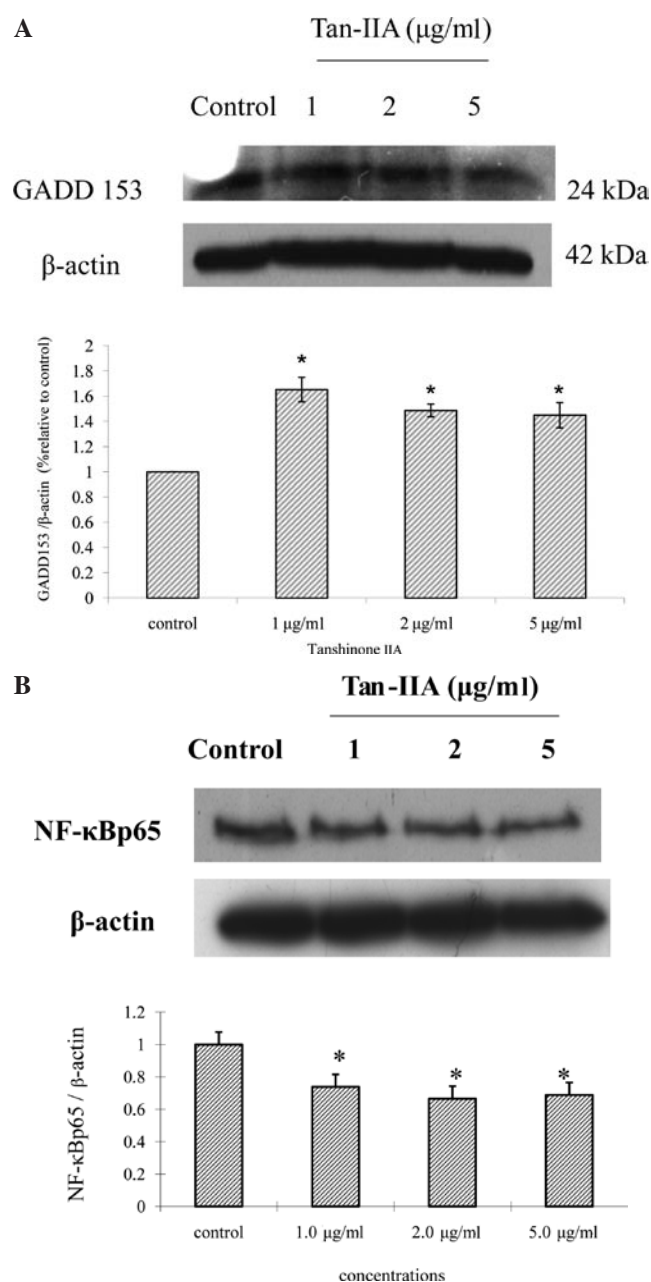 A
Tan-IIA (μg/ml)
Control 1 2 5
GADD 153
24 kDa
β-actin
42 kDa
GADD153 /β-actin (%relative to control)
2
1.8
1.6
1.4
1.2
1
0.8
0.6
0.4
0.2
0
* * *
control 1 μg/ml 2 μg/ml 5 μg/ml
Tanshinone IIA
B
Tan-IIA (μg/ml)
Control 1 2 5
NF-κBp65
β-actin
NF-κBp65 / β-actin
1.2
1
0.8
0.6
0.4
0.2
0
* * *
control 1.0 μg/ml 2.0 μg/ml 5.0 μg/ml
concentrations